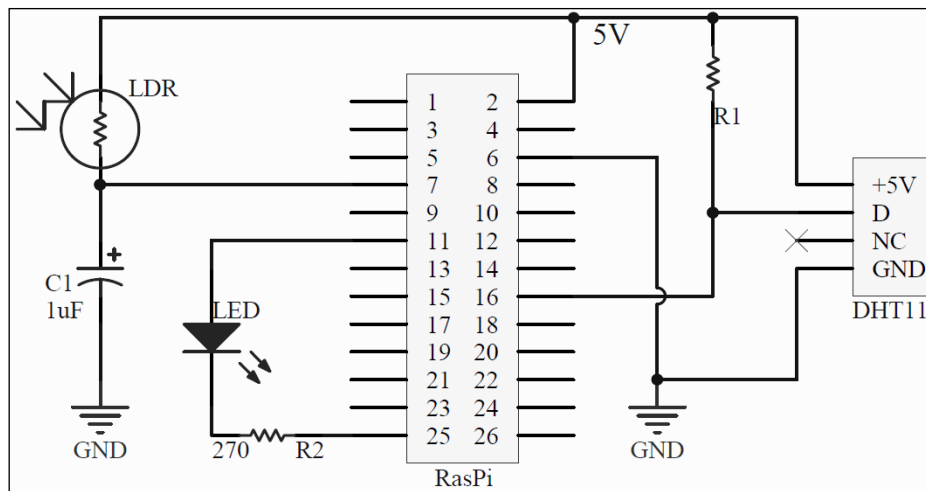 5V
LDR
R1
1 2
3 4
5 6
7 8
9 10
11 12
13 14
15 16
17 18
19 20
21 22
23 24
25 26
RasPi
+5V
D
NC
GND
DHT11
+
C1
1uF
GND
LED
270 R2
GND